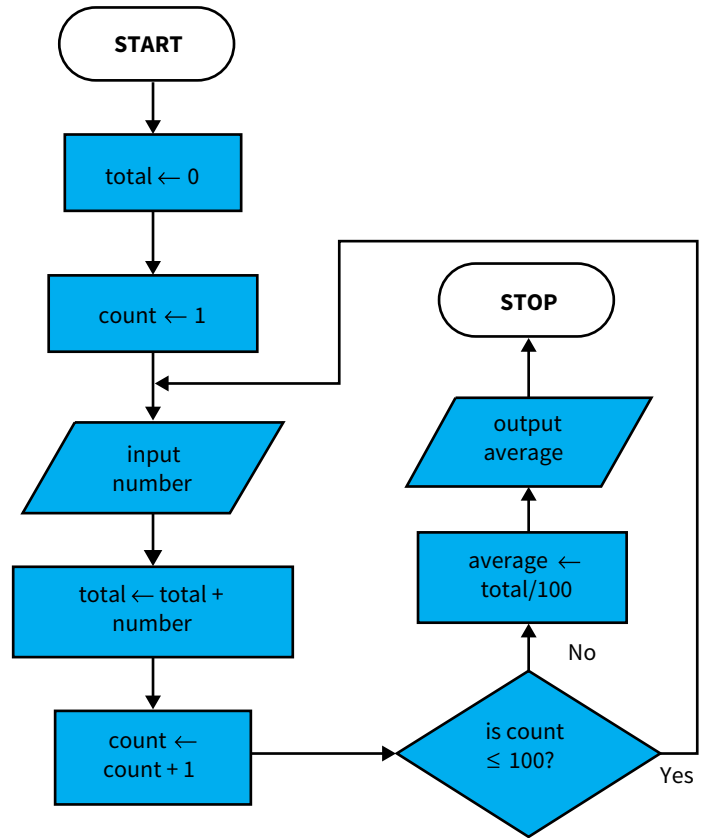 START
total ← 0
count ← 1
input
number
total ← total +
number
count ←
count + 1
is count
≤ 100?
Yes
No
average ←
total/100
output
average
STOP